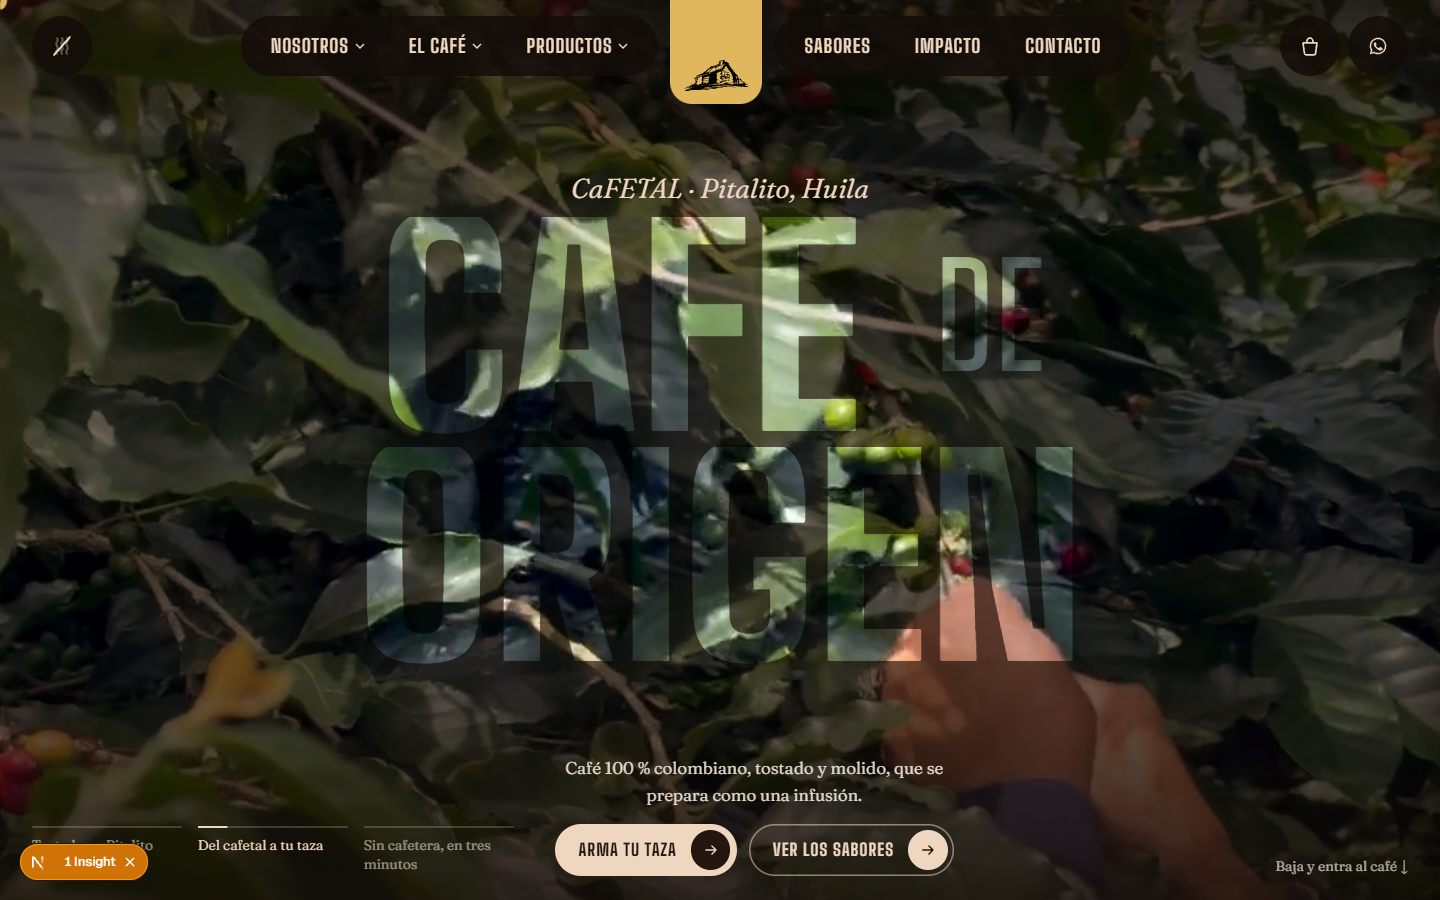 NOSOTROS
EL CAFÉ
PRODUCTOS
SABORES
IMPACTO
CONTACTO
CaFETAL · Pitalito, Huila
CAFE DE
ORIGEN
Café 100 % colombiano, tostado y molido, que se
prepara como una infusión.
Pitalito
Del cafetal a tu taza
Sin cafetera, en tres
minutos
1 Insight
ARMA TU TAZA
VER LOS SABORES
Baja y entra al café ↓